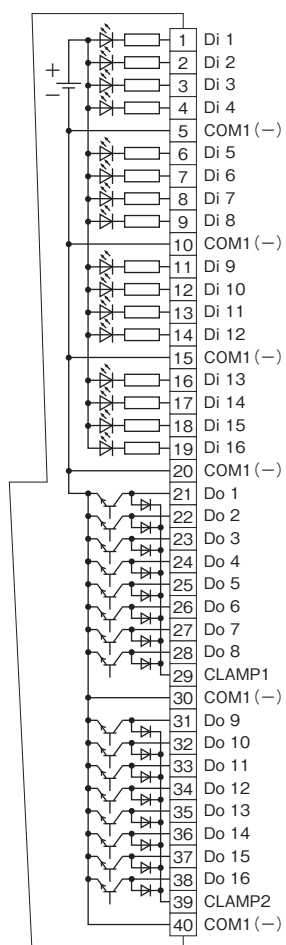 1 Di 1
2 Di 2
+
3 Di 3
−
4 Di 4
5 COM1(−)
6 Di 5
7 Di 6
8 Di 7
9 Di 8
10 COM1(−)
11 Di 9
12 Di 10
13 Di 11
14 Di 12
15 COM1(−)
16 Di 13
17 Di 14
18 Di 15
19 Di 16
20 COM1(−)
21 Do 1
22 Do 2
23 Do 3
24 Do 4
25 Do 5
26 Do 6
27 Do 7
28 Do 8
29 CLAMP1
30 COM1(−)
31 Do 9
32 Do 10
33 Do 11
34 Do 12
35 Do 13
36 Do 14
37 Do 15
38 Do 16
39 CLAMP2
40 COM1(−)